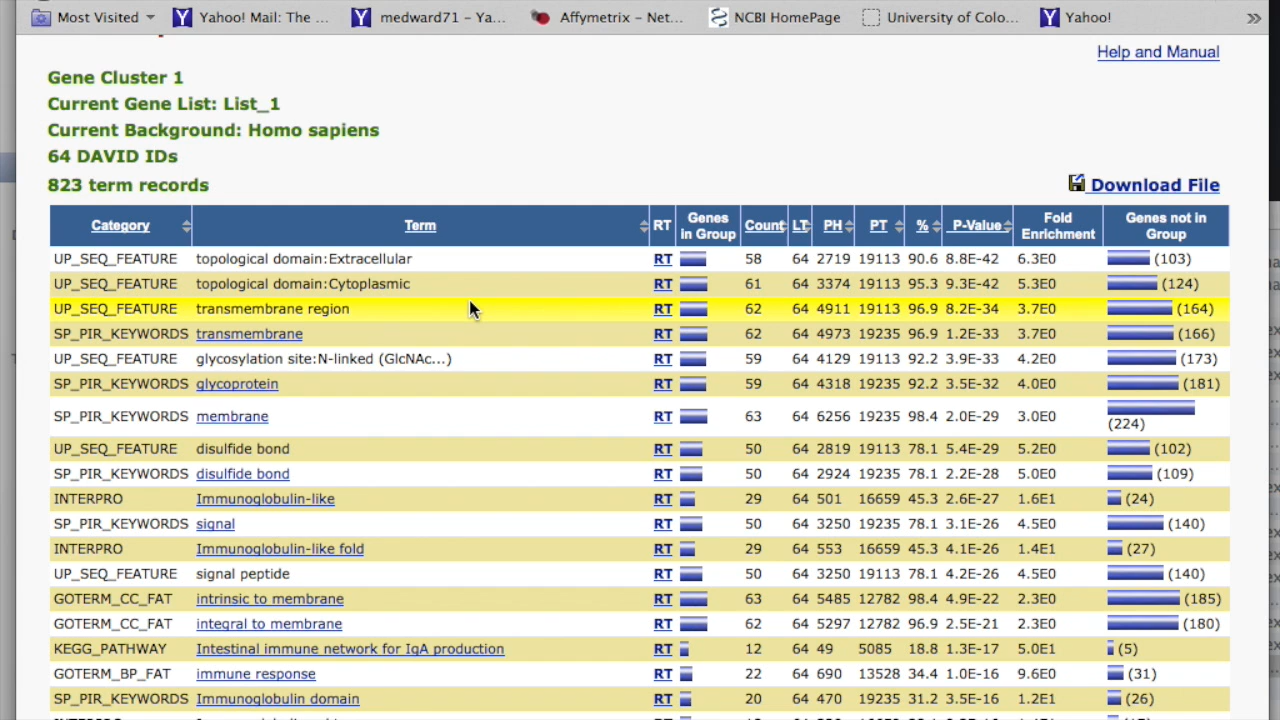 Most Visited Yahoo! Mail: The ... medward71 – Ya... Affymetrix – Net... NCBI HomePage University of Colo... Yahoo! »
Help and Manual
Gene Cluster 1
Current Gene List: List_1
Current Background: Homo sapiens
64 DAVID IDs
823 term records
Download File
Category Term RT Genes in Group Count LT PH PT % P-Value Fold Enrichment Genes not in Group
UP_SEQ_FEATURE topological domain:Extracellular RT 58 64 2719 19113 90.6 8.8E-42 6.3E0 (103)
UP_SEQ_FEATURE topological domain:Cytoplasmic RT 61 64 3374 19113 95.3 9.3E-42 5.3E0 (124)
UP_SEQ_FEATURE transmembrane region RT 62 64 4911 19113 96.9 8.2E-34 3.7E0 (164)
SP_PIR_KEYWORDS transmembrane RT 62 64 4973 19235 96.9 1.2E-33 3.7E0 (166)
UP_SEQ_FEATURE glycosylation site:N-linked (GlcNAc...) RT 59 64 4129 19113 92.2 3.9E-33 4.2E0 (173)
SP_PIR_KEYWORDS glycoprotein RT 59 64 4318 19235 92.2 3.5E-32 4.0E0 (181)
SP_PIR_KEYWORDS membrane RT 63 64 6256 19235 98.4 2.0E-29 3.0E0 (224)
UP_SEQ_FEATURE disulfide bond RT 50 64 2819 19113 78.1 5.4E-29 5.2E0 (102)
SP_PIR_KEYWORDS disulfide bond RT 50 64 2924 19235 78.1 2.2E-28 5.0E0 (109)
INTERPRO Immunoglobulin-like RT 29 64 501 16659 45.3 2.6E-27 1.6E1 (24)
SP_PIR_KEYWORDS signal RT 50 64 3250 19235 78.1 3.1E-26 4.5E0 (140)
INTERPRO Immunoglobulin-like fold RT 29 64 553 16659 45.3 4.1E-26 1.4E1 (27)
UP_SEQ_FEATURE signal peptide RT 50 64 3250 19113 78.1 4.2E-26 4.5E0 (140)
GOTERM_CC_FAT intrinsic to membrane RT 63 64 5485 12782 98.4 4.9E-22 2.3E0 (185)
GOTERM_CC_FAT integral to membrane RT 62 64 5297 12782 96.9 2.5E-21 2.3E0 (180)
KEGG_PATHWAY Intestinal immune network for IgA production RT 12 64 49 5085 18.8 1.3E-17 5.0E1 (5)
GOTERM_BP_FAT immune response RT 22 64 690 13528 34.4 1.0E-16 9.6E0 (31)
SP_PIR_KEYWORDS Immunoglobulin domain RT 20 64 470 19235 31.2 3.5E-16 1.2E1 (26)